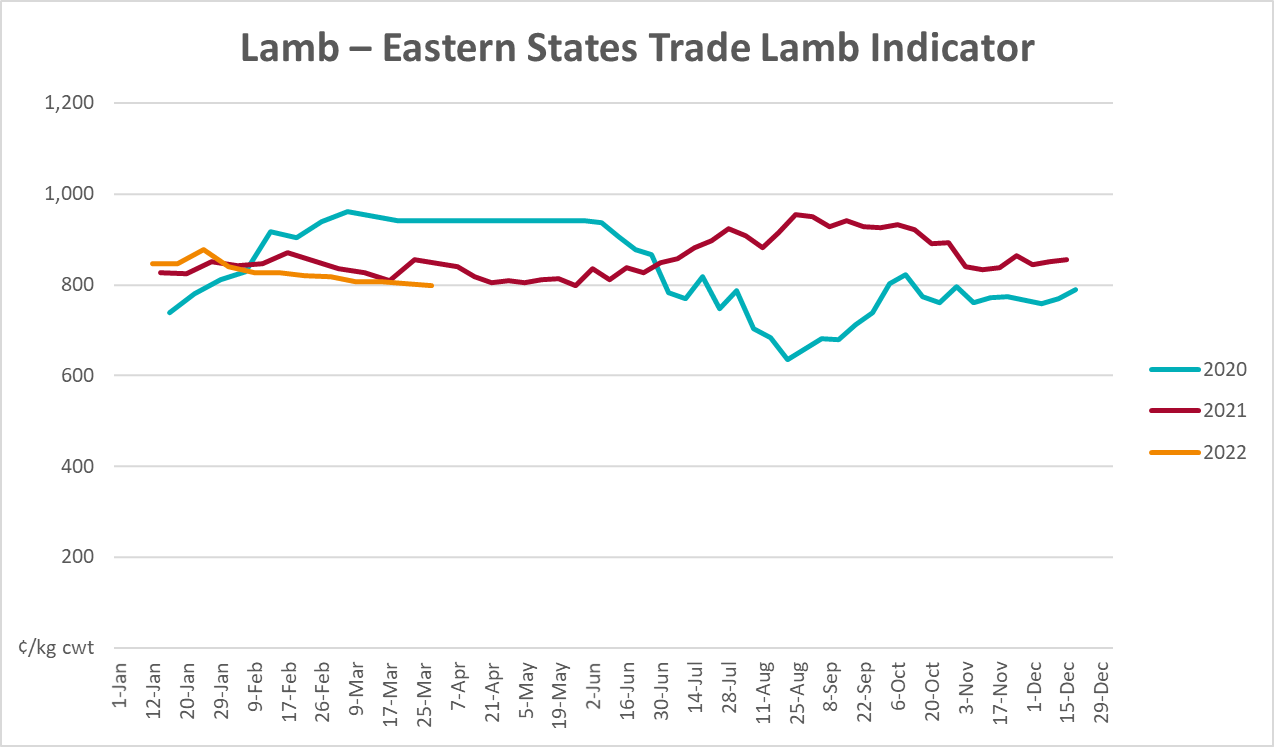 Lamb – Eastern States Trade Lamb Indicator
1,200
1,000
800
600
400
200
¢/kg cwt
1-Jan
12-Jan
20-Jan
29-Jan
9-Feb
17-Feb
26-Feb
9-Mar
17-Mar
25-Mar
7-Apr
21-Apr
5-May
19-May
2-Jun
16-Jun
30-Jun
14-Jul
28-Jul
11-Aug
25-Aug
8-Sep
22-Sep
6-Oct
20-Oct
3-Nov
17-Nov
1-Dec
15-Dec
29-Dec
2020
2021
2022